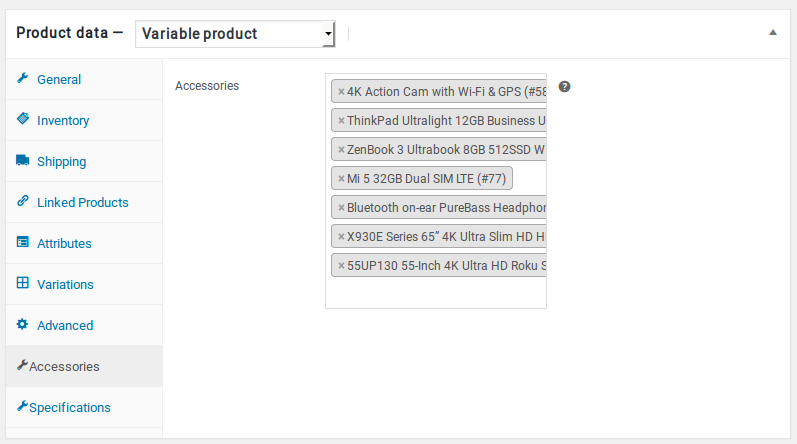 Product data —
Variable product
General
Inventory
Shipping
Linked Products
Attributes
Variations
Advanced
Accessories
Specifications
Accessories
× 4K Action Cam with Wi-Fi & GPS (#58
× ThinkPad Ultralight 12GB Business U
× ZenBook 3 Ultrabook 8GB 512SSD W
× Mi 5 32GB Dual SIM LTE (#77)
× Bluetooth on-ear PureBass Headphor
× X930E Series 65” 4K Ultra Slim HD H
× 55UP130 55-Inch 4K Ultra HD Roku S
?